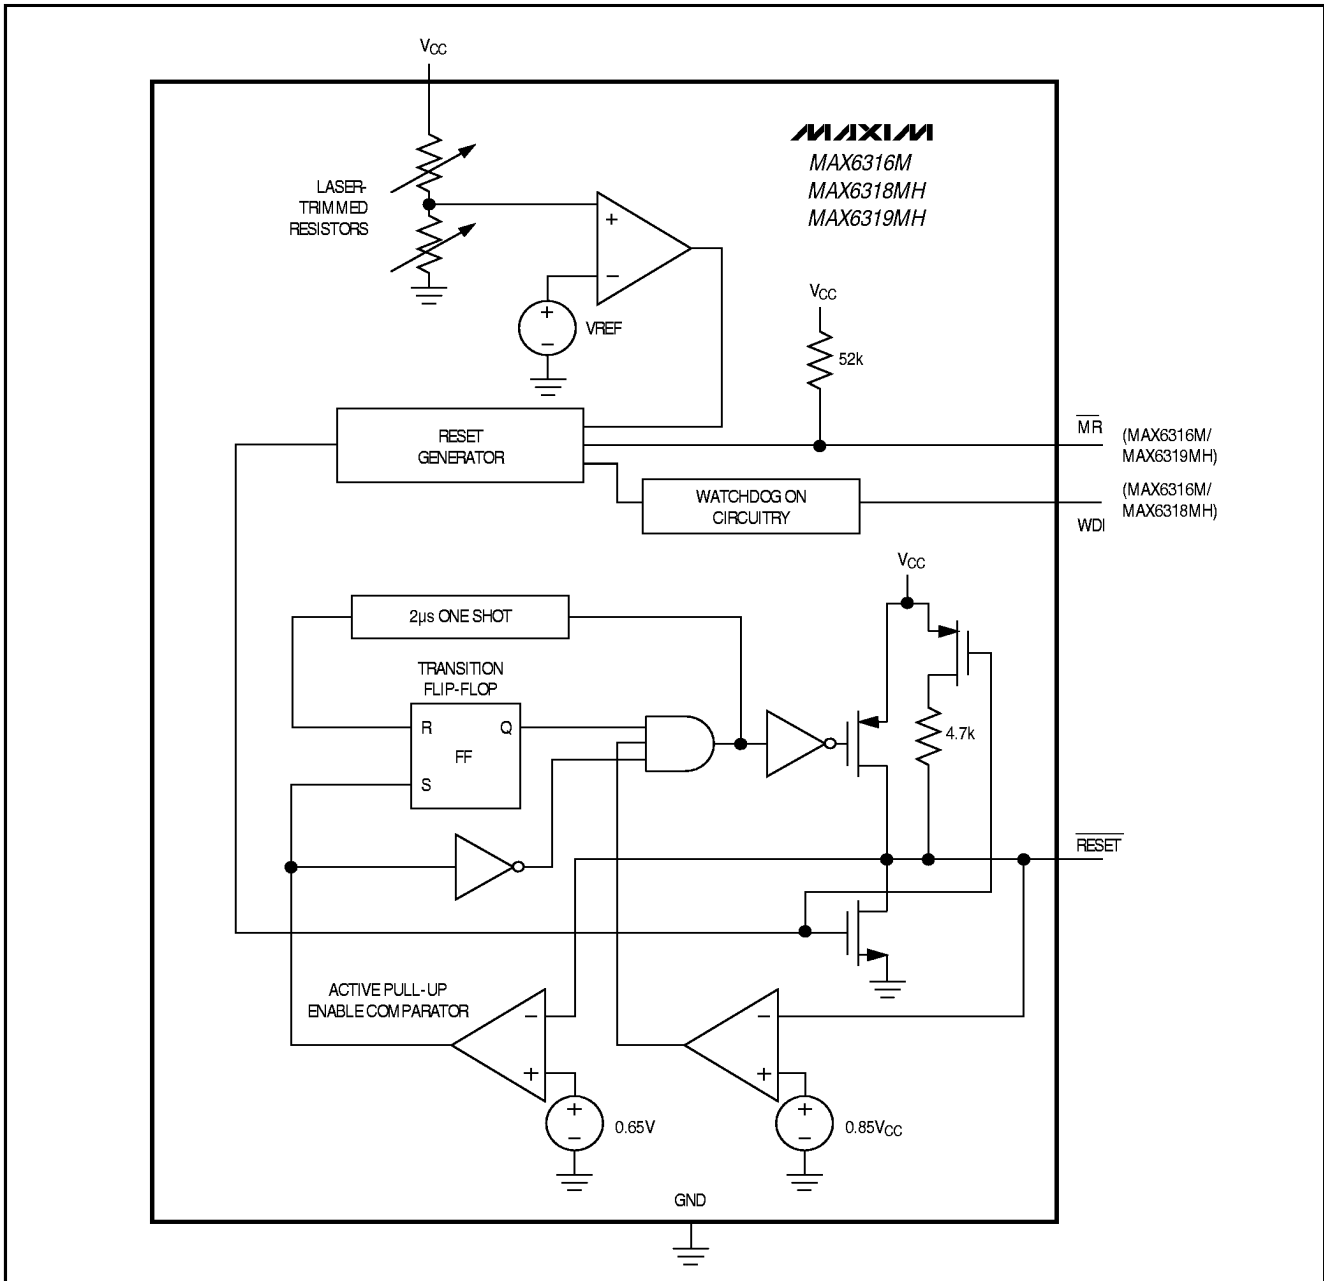 VCC
MAXIM
MAX6316M
MAX6318MH
MAX6319MH
LASER-
TRIMMED
RESISTORS
+
−
+
−
VREF
VCC
52k
RESET
GENERATOR
MR
(MAX6316M/
MAX6319MH)
WATCHDOG ON
CIRCUITRY
(MAX6316M/
MAX6318MH)
WDI
VCC
2µs ONE SHOT
TRANSITION
FLIP-FLOP
R
Q
FF
S
4.7k
RESET
ACTIVE PULL-UP
ENABLE COMPARATOR
−
+
+
−
0.65V
−
+
+
−
0.85VCC
GND